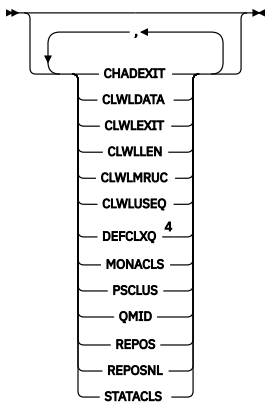 ,
CHADEXIT
CLWLDATA
CLWLEXIT
CLWLLEN
CLWLMRUC
CLWLUSEQ
DEFCLXQ 4
MONACLS
PSCLUS
QMID
REPOS
REPOSNL
STATACLS